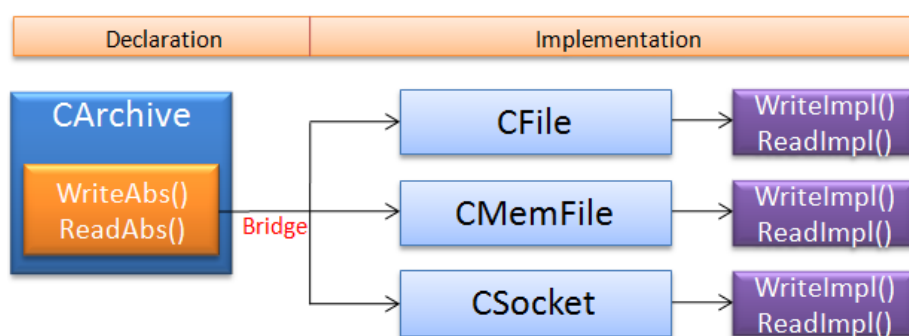 Declaration
Implementation
CArchive
WriteAbs()
ReadAbs()
Bridge
CFile
WriteImpl()
ReadImpl()
CMemFile
WriteImpl()
ReadImpl()
CSocket
WriteImpl()
ReadImpl()